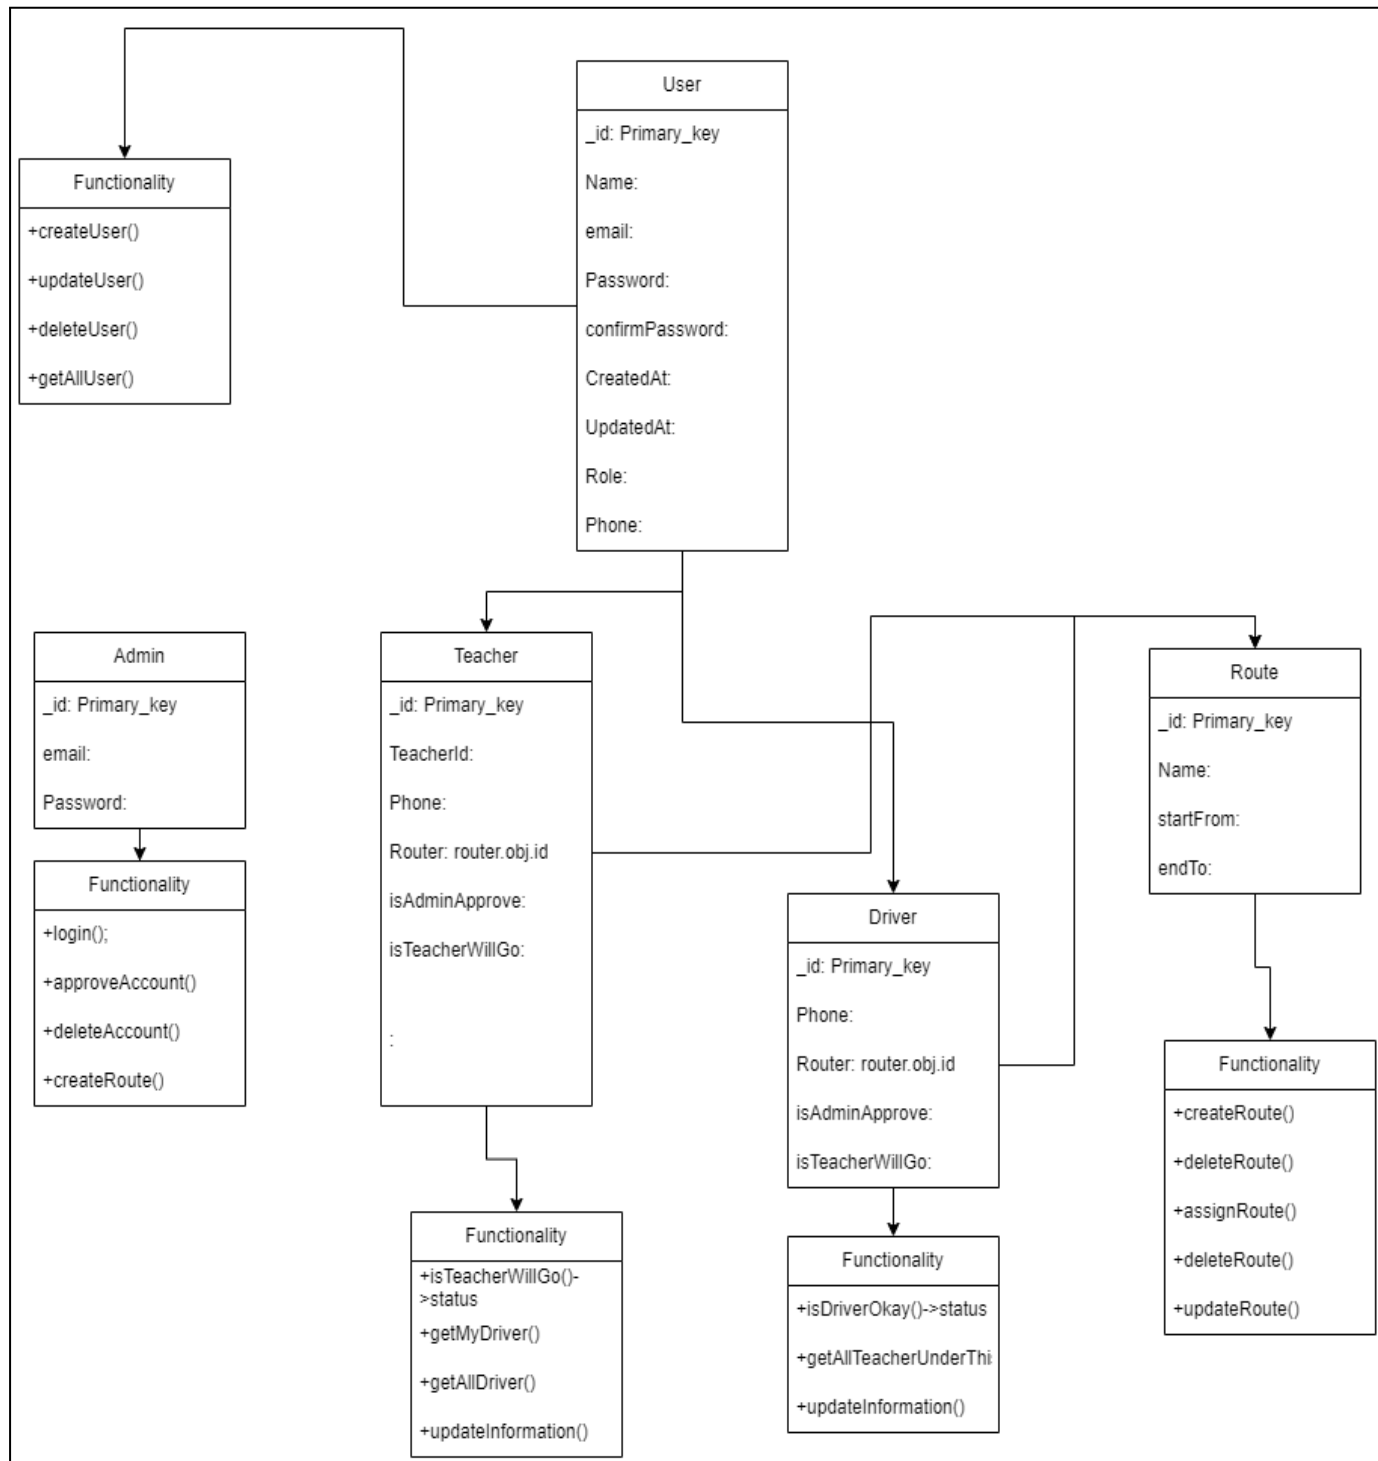 User
_id: Primary_key
Name:
email:
Password:
confirmPassword:
CreatedAt:
UpdatedAt:
Role:
Phone:
Functionality
+createUser()
+updateUser()
+deleteUser()
+getAllUser()
Admin
_id: Primary_key
email:
Password:
Functionality
+login();
+approveAccount()
+deleteAccount()
+createRoute()
Teacher
_id: Primary_key
TeacherId:
Phone:
Router: router.obj.id
isAdminApprove:
isTeacherWillGo:
:
Functionality
+isTeacherWillGo()-
>status
+getMyDriver()
+getAllDriver()
+updateInformation()
Driver
_id: Primary_key
Phone:
Router: router.obj.id
isAdminApprove:
isTeacherWillGo:
Functionality
+isDriverOkay()->status
+getAllTeacherUnderThi
+updateInformation()
Route
_id: Primary_key
Name:
startFrom:
endTo:
Functionality
+createRoute()
+deleteRoute()
+assignRoute()
+deleteRoute()
+updateRoute()